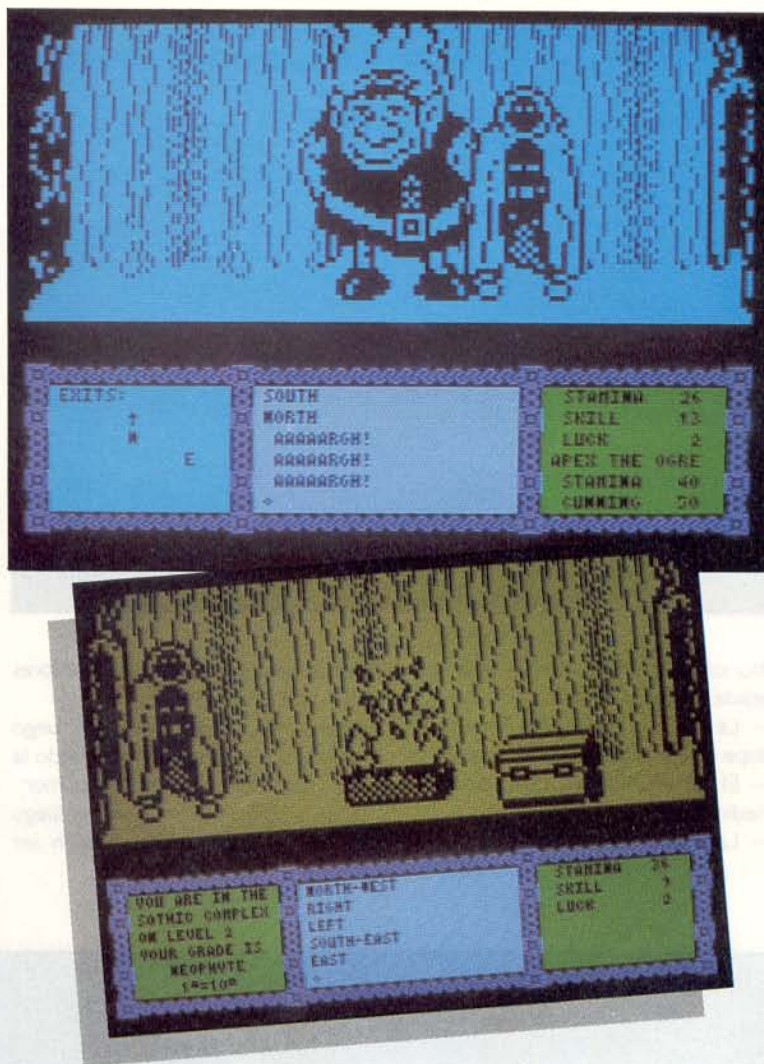 EXITS:
↑
N
E
SOUTH
NORTH
AAAAARGH!
AAAAARGH!
AAAAARGH!
STAMINA 26
SKILL 13
LUCK 2
APEX THE OGRE
STAMINA 40
CUNNING 50
YOU ARE IN THE
SOTHIC COMPLEX
ON LEVEL 2
YOUR GRADE IS
NEOPHYTE
NORTH-WEST
RIGHT
LEFT
SOUTH-EAST
EAST
STAMINA 36
SKILL
LUCK 2